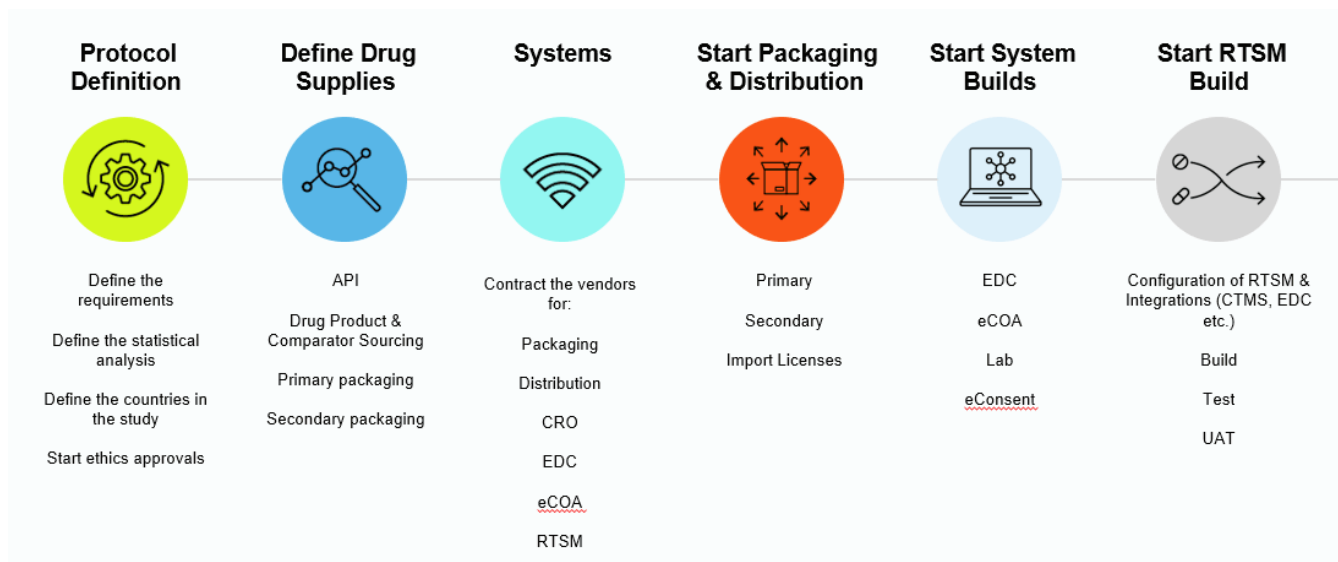 Protocol
Definition
Define the
requirements
Define the statistical
analysis
Define the countries in
the study
Start ethics approvals
Define Drug
Supplies
API
Drug Product &
Comparator Sourcing
Primary packaging
Secondary packaging
Systems
Contract the vendors
for:
Packaging
Distribution
CRO
EDC
eCOA
RTSM
Start Packaging
& Distribution
Primary
Secondary
Import Licenses
Start System
Builds
EDC
eCOA
Lab
eConsent
Start RTSM
Build
Configuration of RTSM &
Integrations (CTMS, EDC
etc.)
Build
Test
UAT